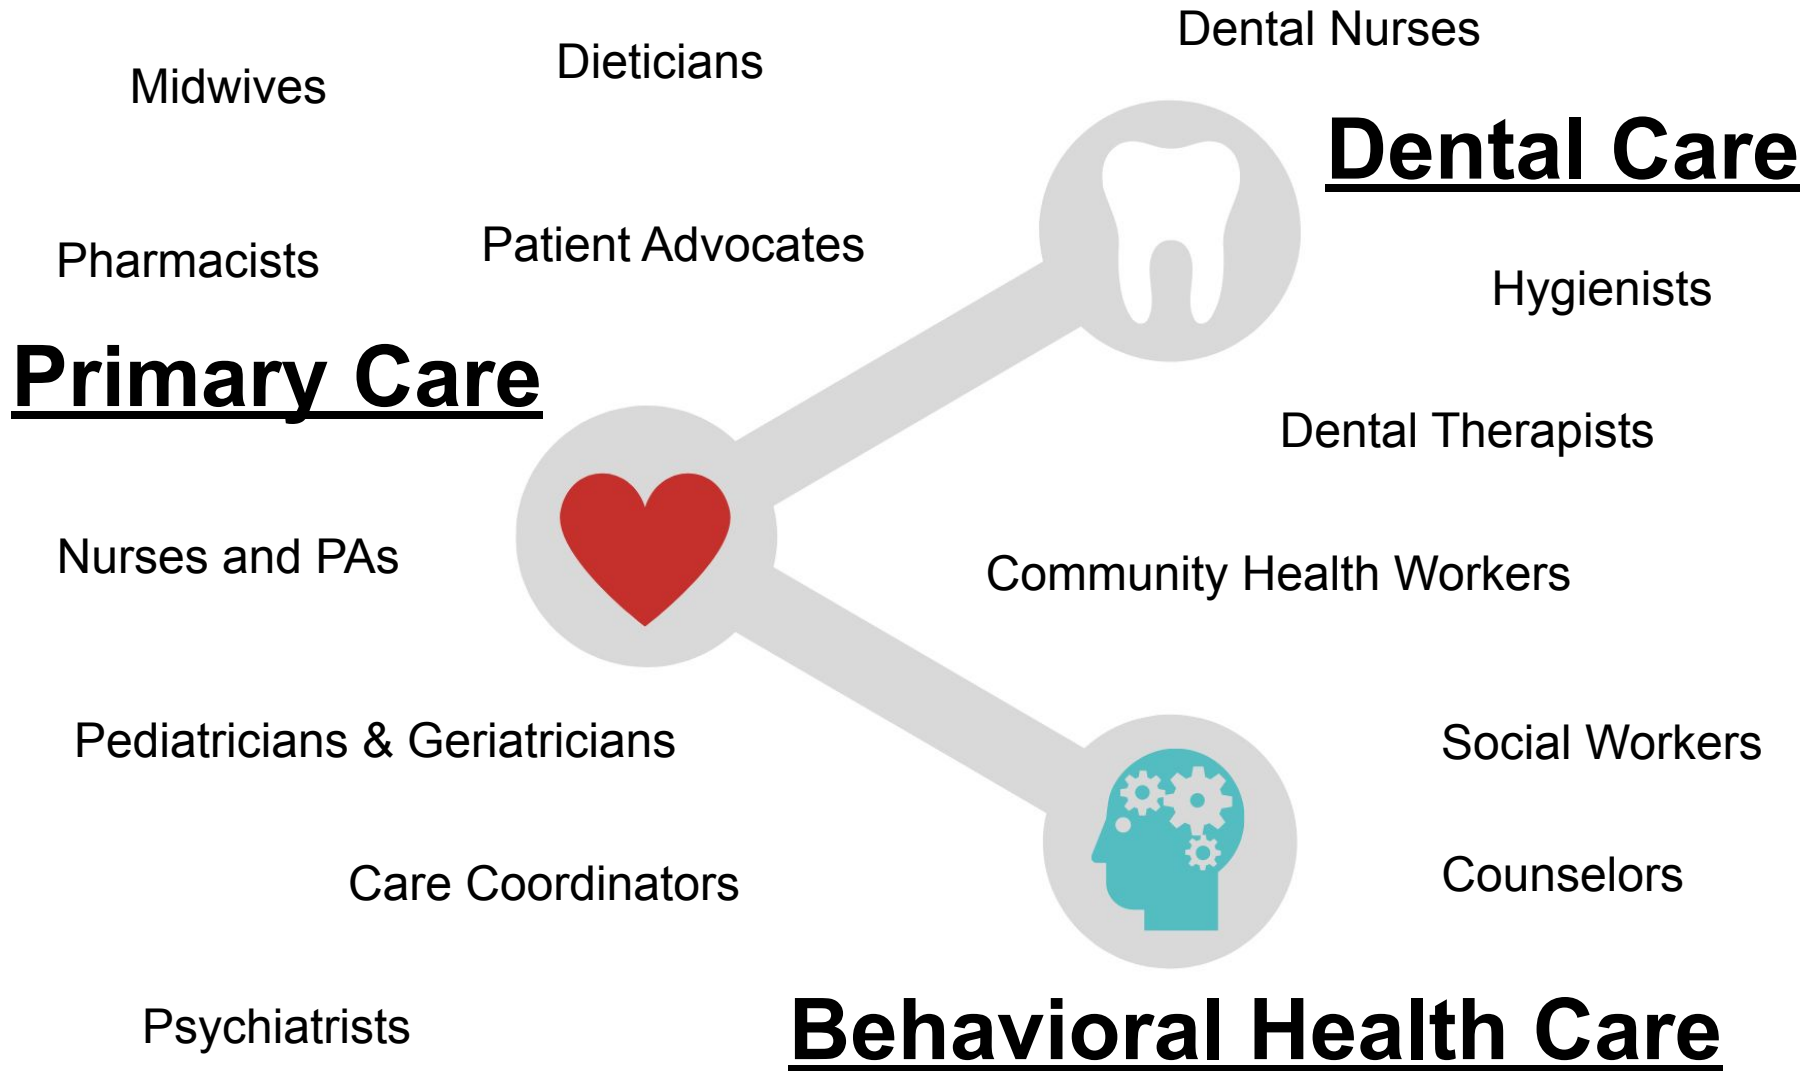 Dental Nurses
Dieticians
Midwives
Dental Care
Patient Advocates
Pharmacists
Hygienists
Primary Care
Dental Therapists
Nurses and PAs
Community Health Workers
Pediatricians & Geriatricians
Social Workers
Care Coordinators
Counselors
Psychiatrists
Behavioral Health Care